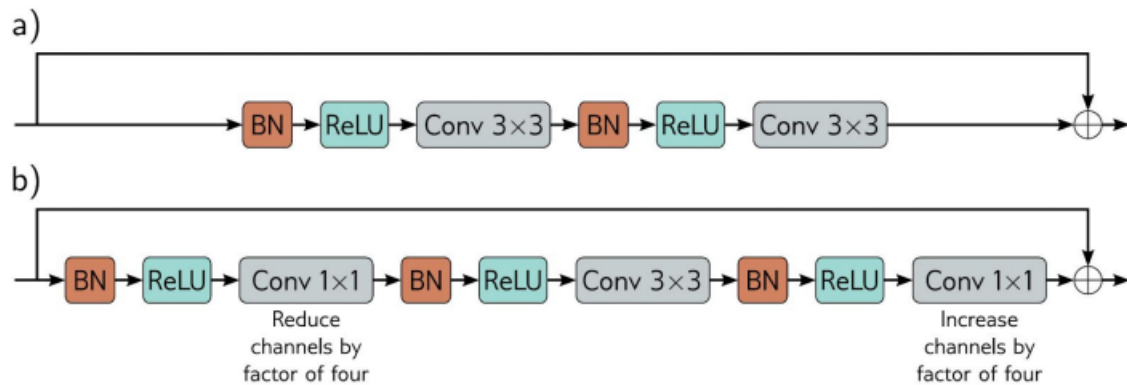 a)
BN ReLU Conv 3×3 BN ReLU Conv 3×3
b)
BN ReLU Conv 1×1 BN ReLU Conv 3×3 BN ReLU Conv 1×1
Reduce
channels by
factor of four
Increase
channels by
factor of four